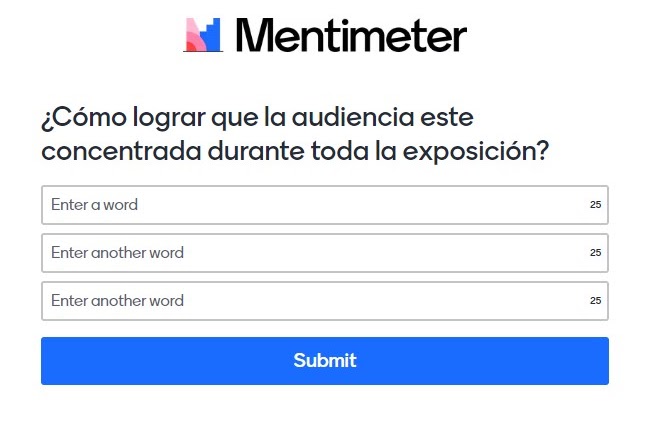 Mentimeter
¿Cómo lograr que la audiencia este
concentrada durante toda la exposición?
Enter a word 25
Enter another word 25
Enter another word 25
Submit